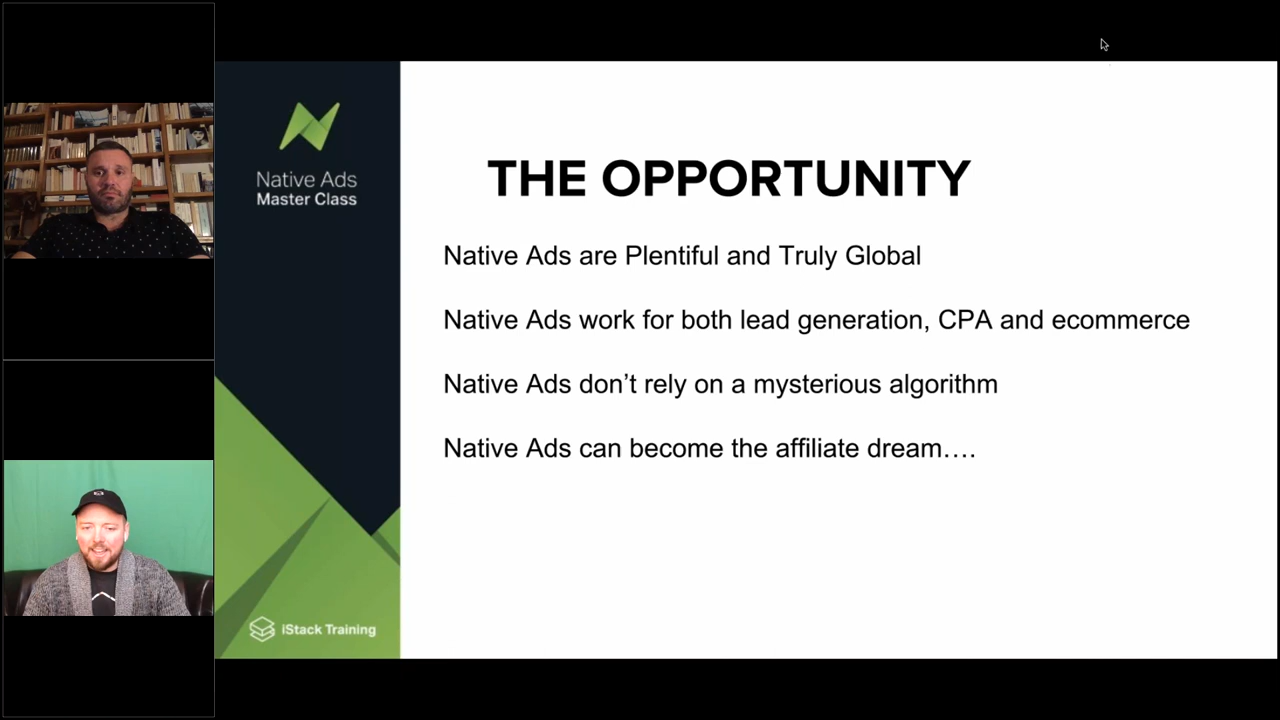 Native Ads
Master Class
THE OPPORTUNITY
Native Ads are Plentiful and Truly Global
Native Ads work for both lead generation, CPA and ecommerce
Native Ads don’t rely on a mysterious algorithm
Native Ads can become the affiliate dream….
iStack Training